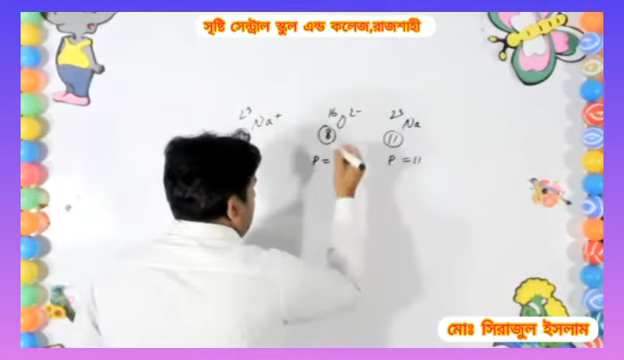 সৃষ্টি সেন্ট্রাল স্কুল এন্ড কলেজ,রাজশাহী
23Na+ 16O2- 23Na
8 11
P = P = 11
মোঃ সিরাজুল ইসলাম